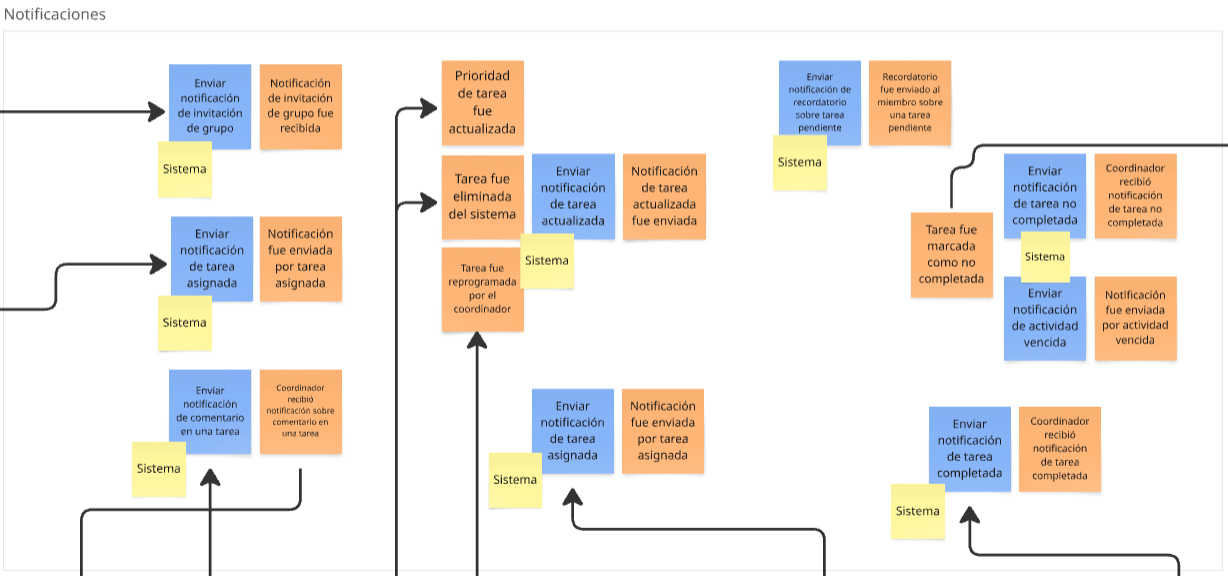 Notificaciones
Enviar
notificación
de invitación
de grupo
Notificación
de invitación
de grupo fue
recibida
Sistema
Enviar
notificación
de tarea
asignada
Notificación
fue enviada
por tarea
asignada
Sistema
Enviar
notificación
de comentario
en una tarea
Coordinador
recibió
notificación sobre
comentario en
una tarea
Sistema
Prioridad
de tarea
fue
actualizada
Tarea fue
eliminada
del sistema
Enviar
notificación
de tarea
actualizada
Notificación
de tarea
actualizada
fue enviada
Sistema
Tarea fue
reprogramada
por el
coordinador
Enviar
notificación
de tarea
asignada
Notificación
fue enviada
por tarea
asignada
Sistema
Enviar
notificación de
recordatorio
sobre tarea
pendiente
Recordatorio
fue enviado al
miembro sobre
una tarea
pendiente
Sistema
Tarea fue
marcada
como no
completada
Enviar
notificación
de tarea no
completada
Coordinador
recibió
notificación
de tarea no
completada
Sistema
Enviar
notificación
de actividad
vencida
Notificación
fue enviada
por actividad
vencida
Enviar
notificación
de tarea
completada
Coordinador
recibió
notificación
de tarea
completada
Sistema